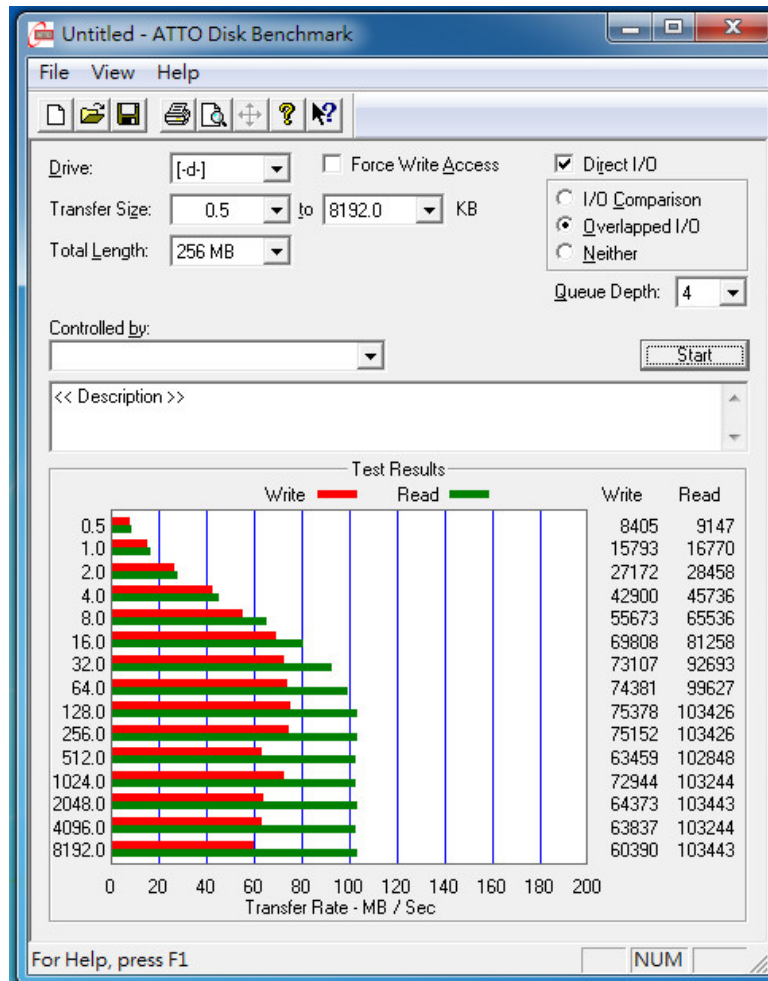 Untitled - ATTO Disk Benchmark
File View Help
Drive: [-d-] Force Write Access Direct I/O
Transfer Size: 0.5 to 8192.0 KB I/O Comparison
Overlapped I/O
Total Length: 256 MB Neither
Queue Depth: 4
Controlled by:
Start
<< Description >>
Test Results
Write Read Write Read
0.5 8405 9147
1.0 15793 16770
2.0 27172 28458
4.0 42900 45736
8.0 55673 65536
16.0 69808 81258
32.0 73107 92693
64.0 74381 99627
128.0 75378 103426
256.0 75152 103426
512.0 63459 102848
1024.0 72944 103244
2048.0 64373 103443
4096.0 63837 103244
8192.0 60390 103443
0 20 40 60 80 100 120 140 160 180 200
Transfer Rate - MB / Sec
For Help, press F1 NUM